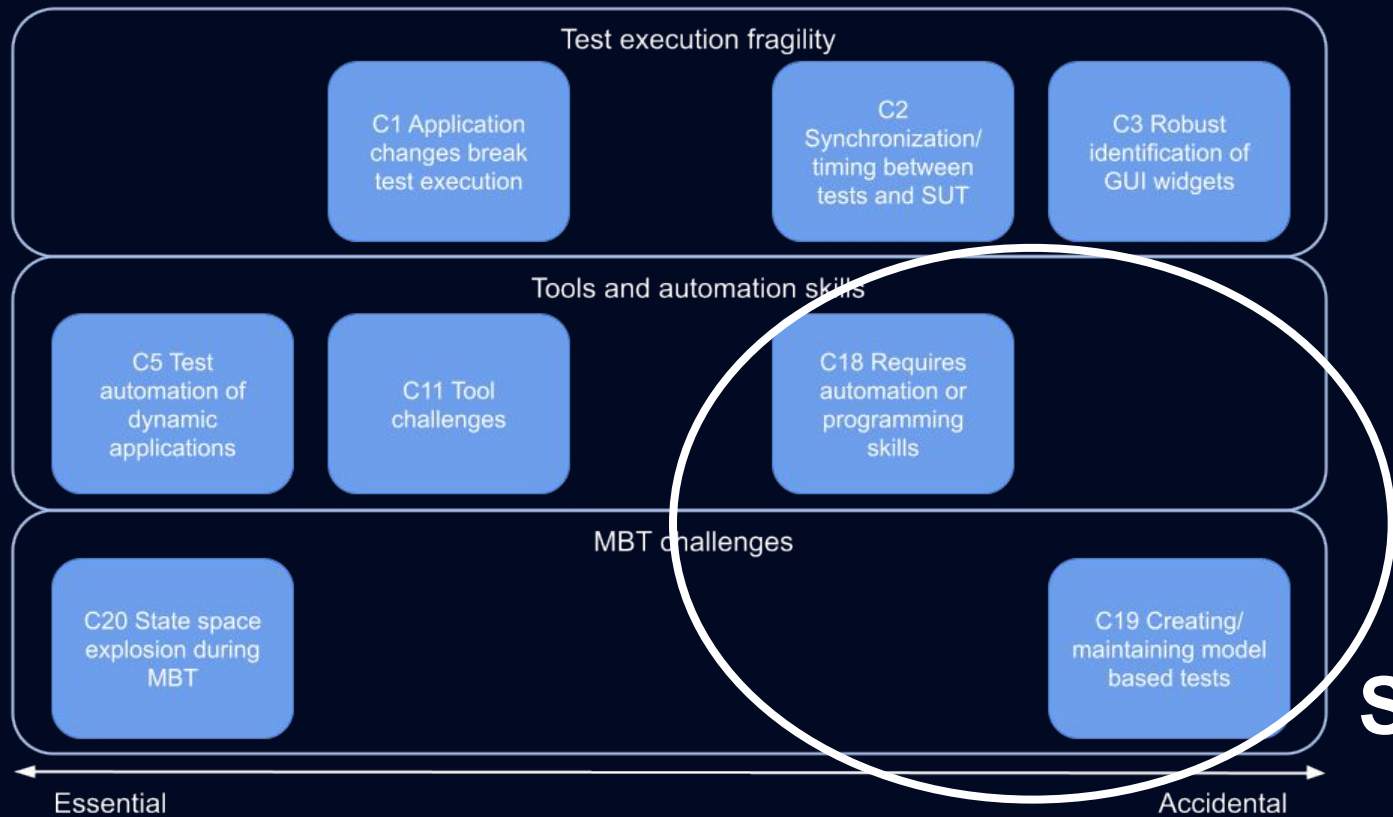 Test execution fragility
C1 Application
changes break
test execution
C2
Synchronization/
timing between
tests and SUT
C3 Robust
identification of
GUI widgets
Tools and automation skills
C5 Test
automation of
dynamic
applications
C11 Tool
challenges
C18 Requires
automation or
programming
skills
MBT challenges
C20 State space
explosion during
MBT
C19 Creating/
maintaining model
based tests
Essential
Accidental